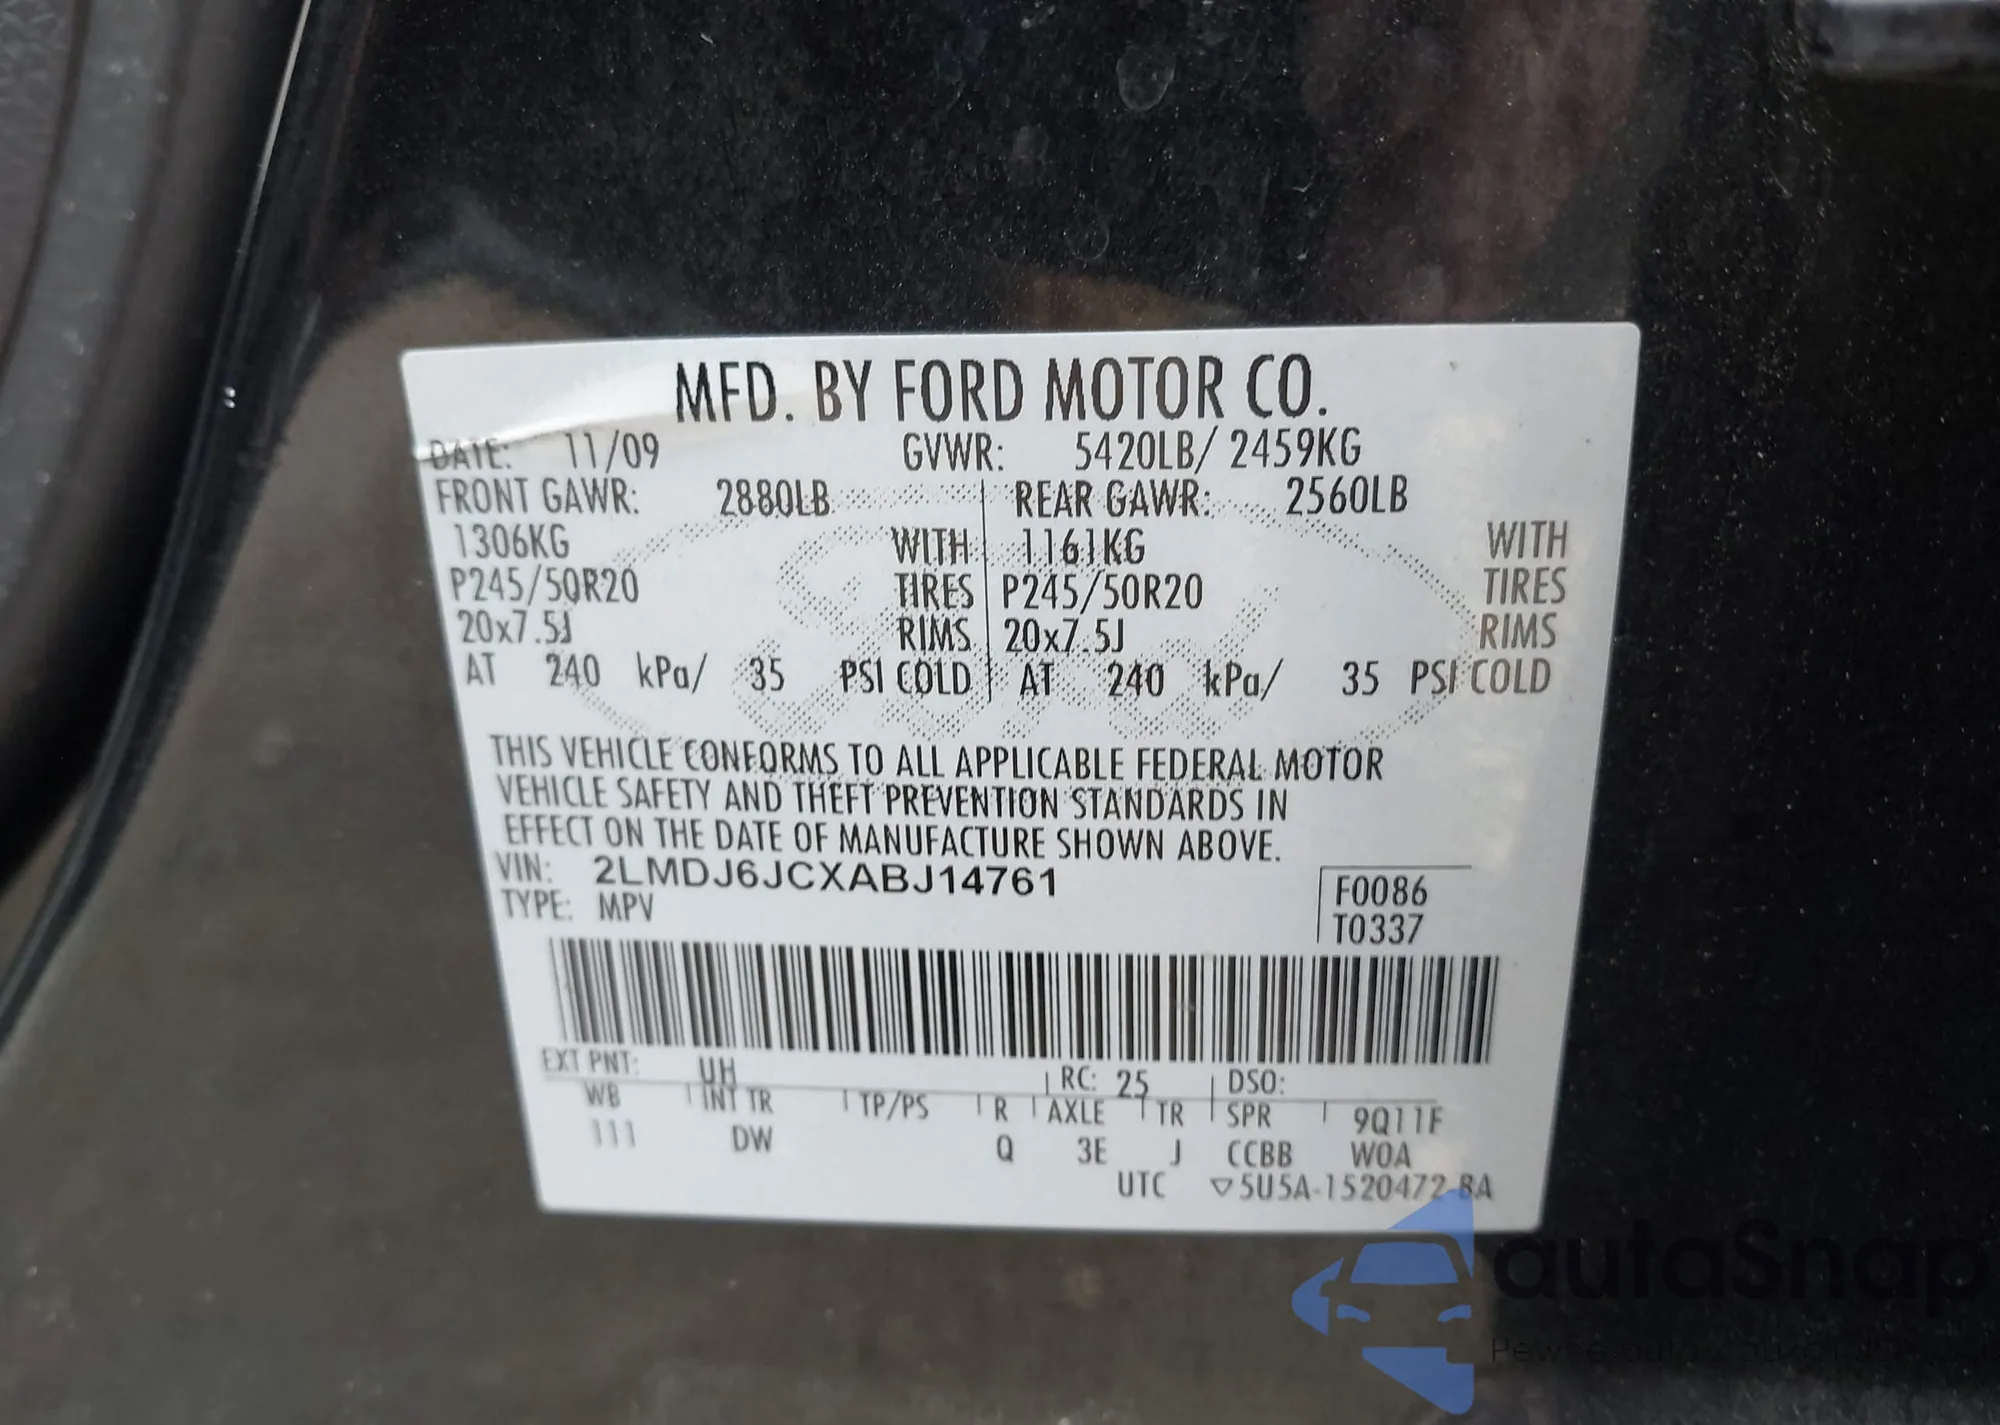 MFD. BY FORD MOTOR CO.
DATE: 11/09 GVWR: 5420LB/ 2459KG
FRONT GAWR: 2880LB REAR GAWR: 2560LB
1306KG WITH 1161KG WITH
P245/50R20 TIRES P245/50R20 TIRES
20x7.5J RIMS 20x7.5J RIMS
AT 240 kPa/ 35 PSI COLD AT 240 kPa/ 35 PSI COLD
THIS VEHICLE CONFORMS TO ALL APPLICABLE FEDERAL MOTOR
VEHICLE SAFETY AND THEFT PREVENTION STANDARDS IN
EFFECT ON THE DATE OF MANUFACTURE SHOWN ABOVE.
VIN: 2LMDJ6JCXABJ14761
TYPE: MPV
F0086
T0337
EXT PNT: UH RC: 25 DSO:
WB INT TR TP/PS R AXLE TR SPR 9Q11F
111 DW Q 3E J CCBB WOA
UTC ▽5U5A-1520472-BA
autaSnap